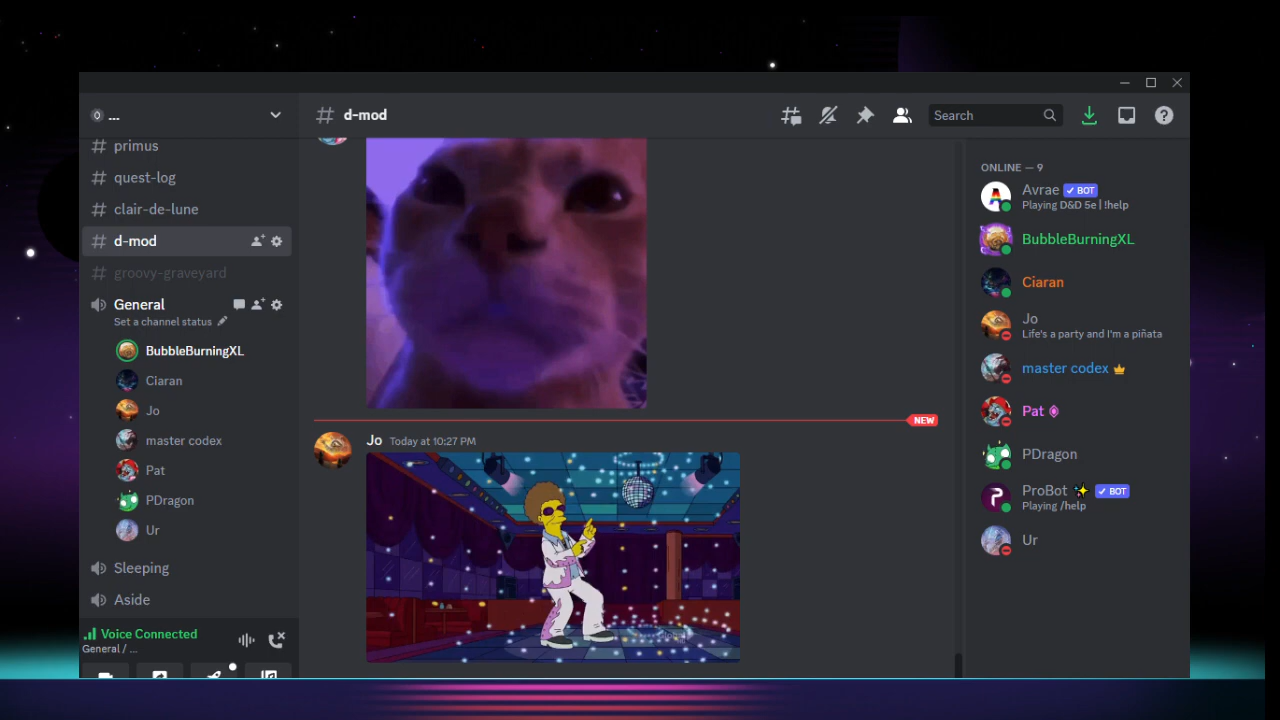 ...
# d-mod
Search
# primus
# quest-log
# clair-de-lune
# d-mod
# groovy-graveyard
General
Set a channel status
BubbleBurningXL
Ciaran
Jo
master codex
Pat
PDragon
Ur
Sleeping
Aside
Voice Connected
General / ...
NEW
Jo Today at 10:27 PM
ONLINE — 9
Avrae BOT
Playing D&D 5e | !help
BubbleBurningXL
Ciaran
Jo
Life's a party and I'm a piñata
master codex
Pat
PDragon
ProBot ✨ BOT
Playing /help
Ur